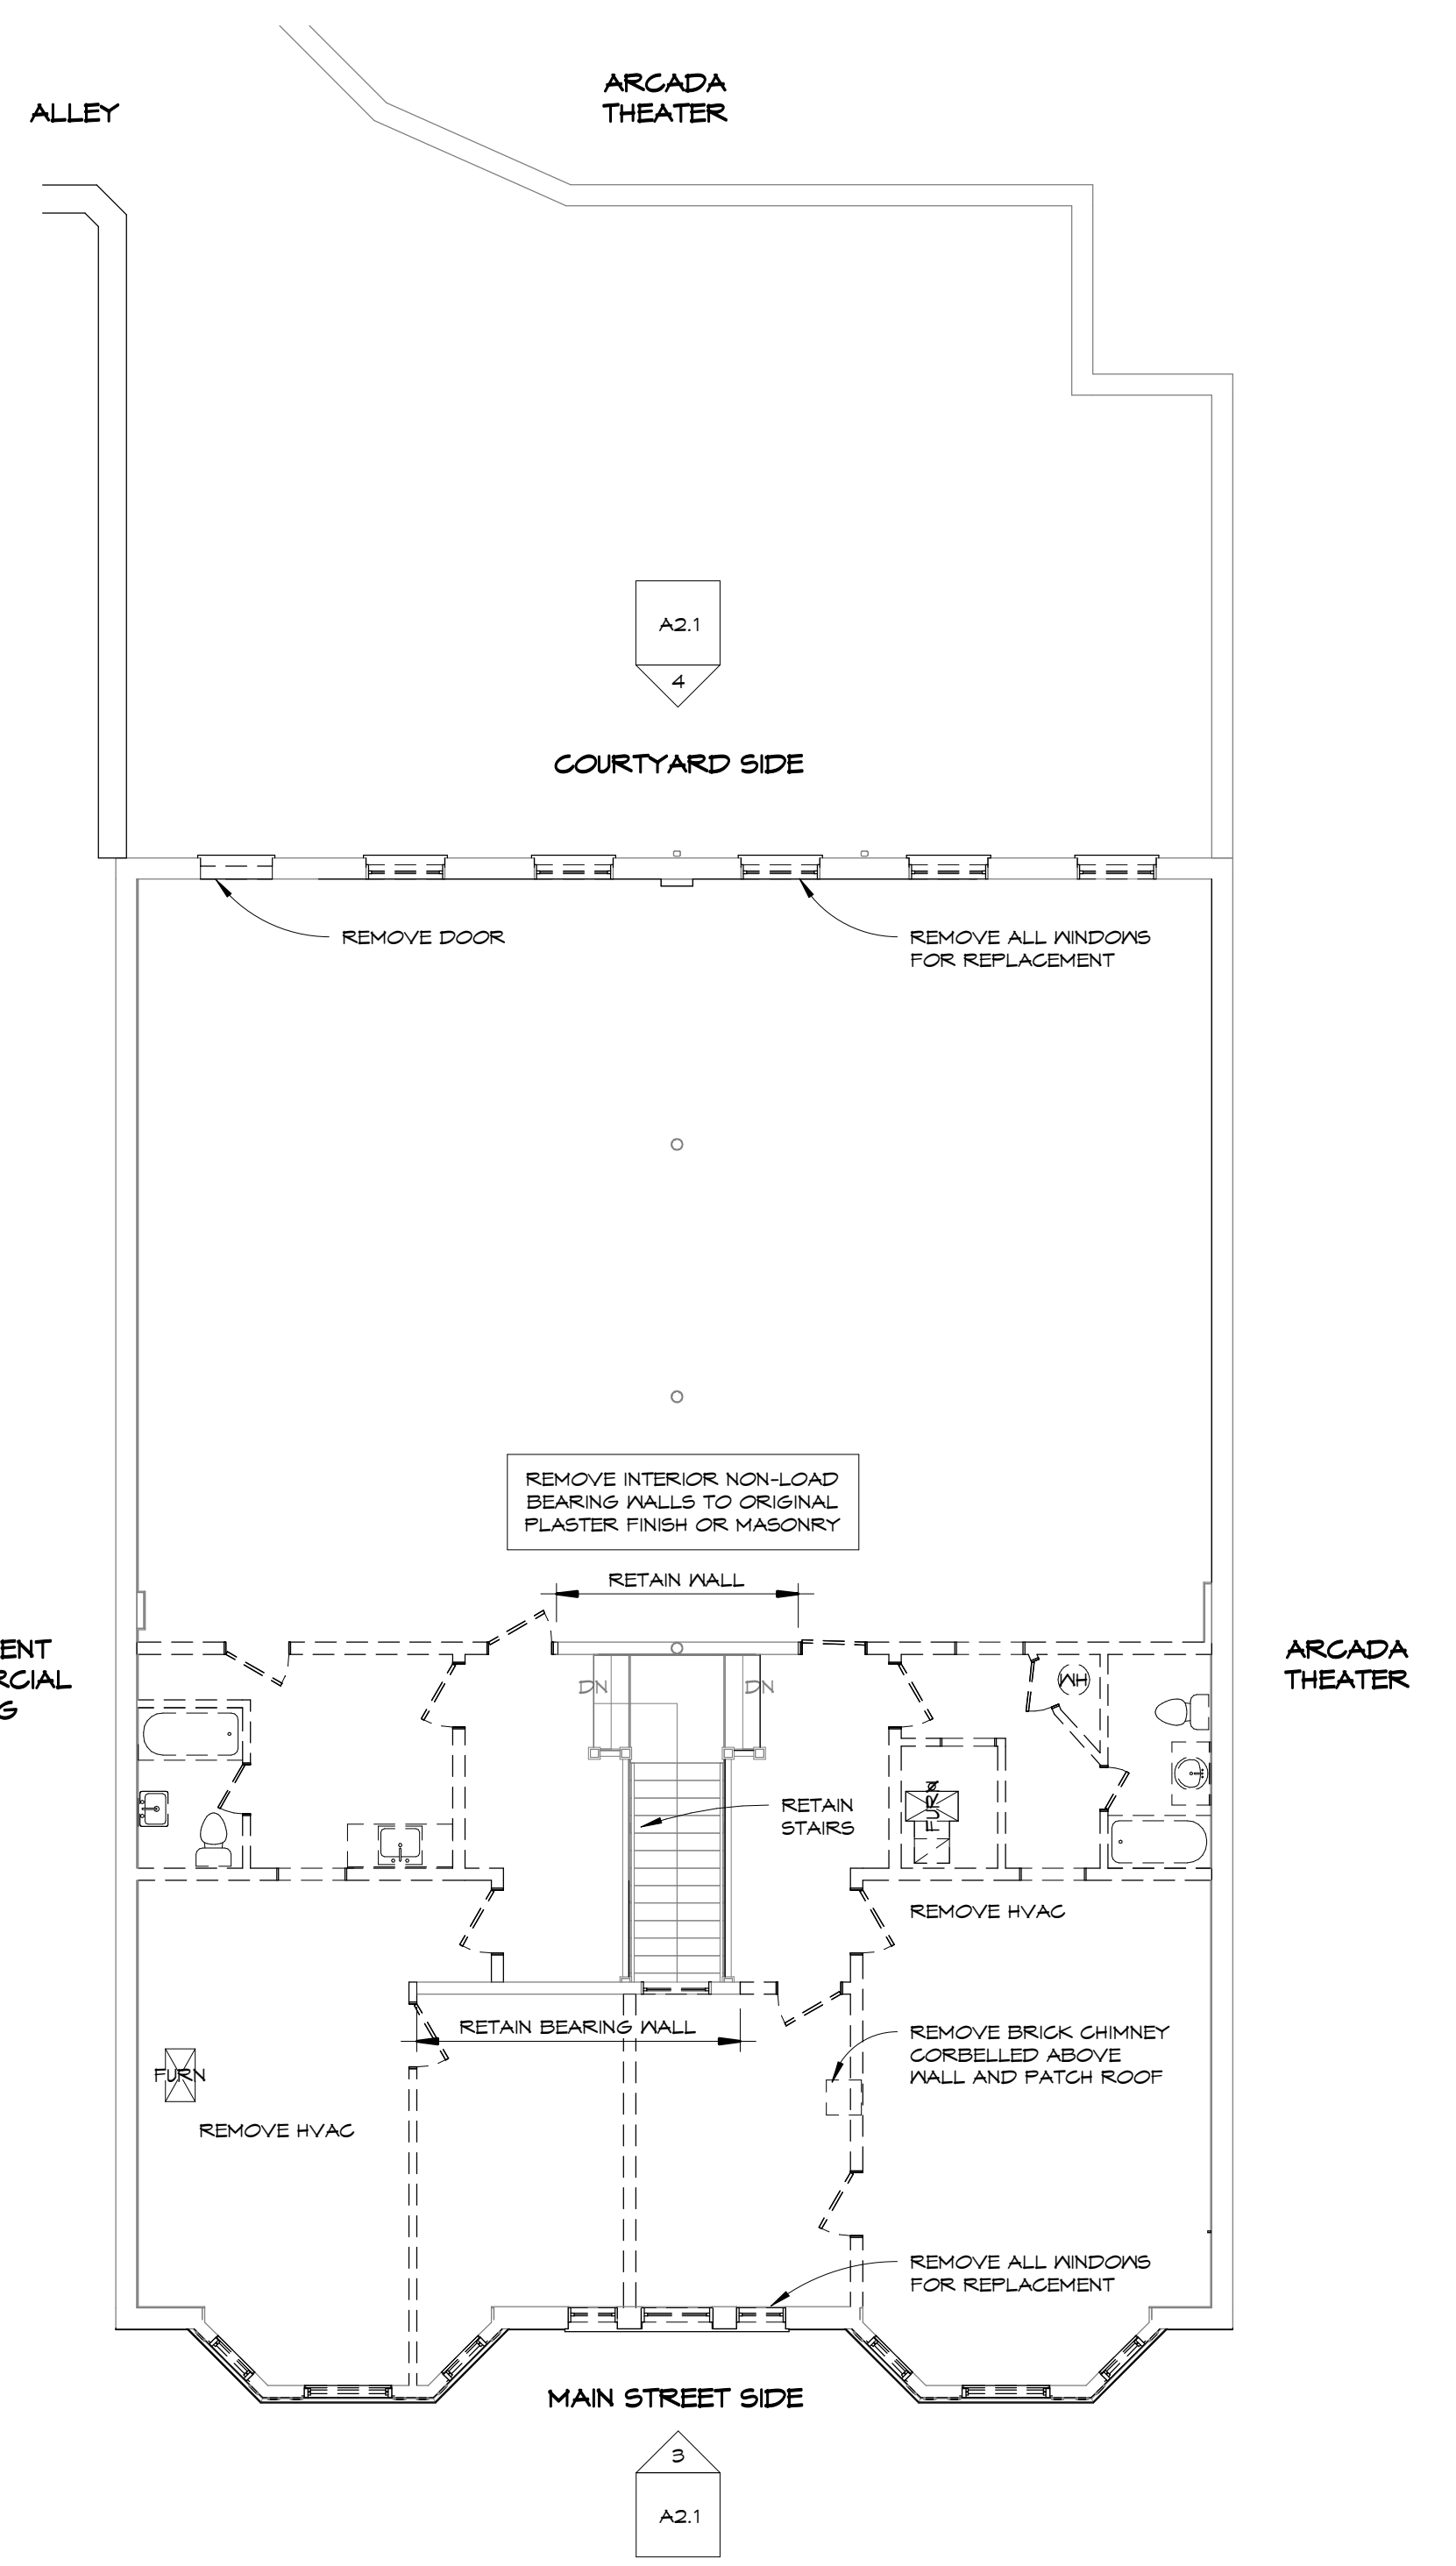 ARCADA
THEATER
ALLEY
A2.1
4
COURTYARD SIDE
REMOVE DOOR
REMOVE ALL WINDOWS
FOR REPLACEMENT
REMOVE INTERIOR NON-LOAD
BEARING WALLS TO ORIGINAL
PLASTER FINISH OR MASONRY
RETAIN WALL
ENT
RCIAL
G
ARCADA
THEATER
DN
DN
WH
FURN
RETAIN
STAIRS
REMOVE HVAC
RETAIN BEARING WALL
REMOVE BRICK CHIMNEY
CORBELLED ABOVE
WALL AND PATCH ROOF
FURN
REMOVE HVAC
REMOVE ALL WINDOWS
FOR REPLACEMENT
MAIN STREET SIDE
3
A2.1